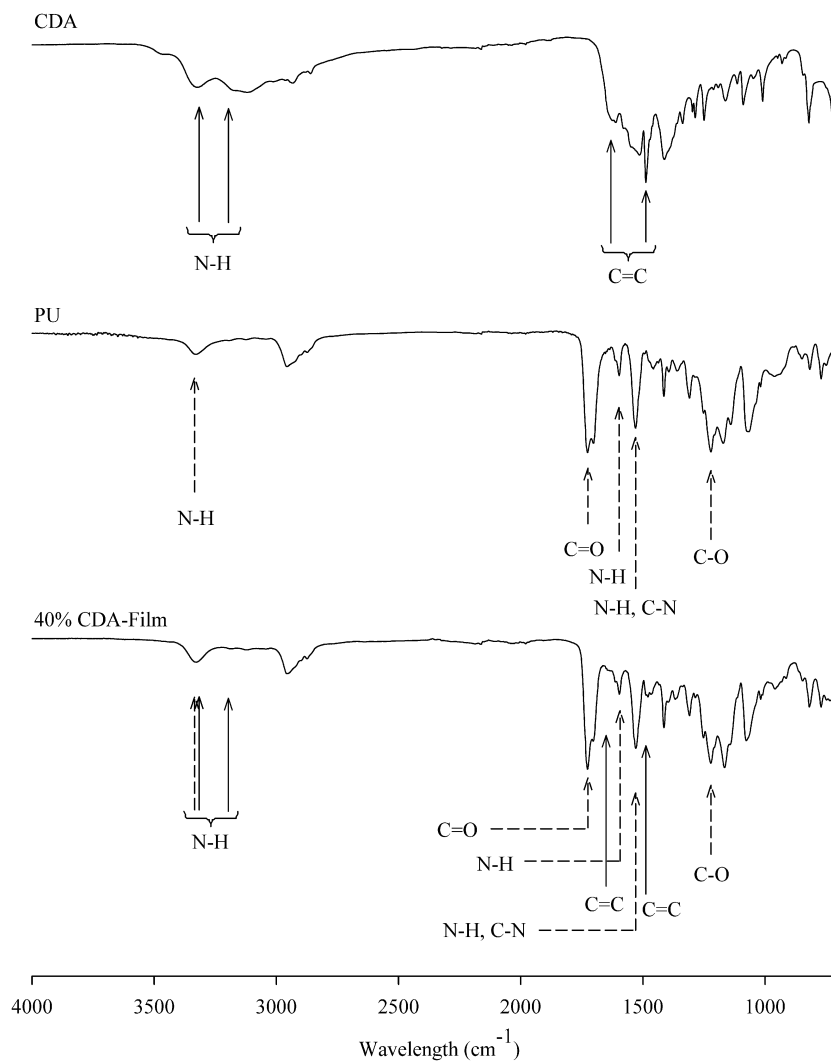 CDA
N-H
C=C
PU
N-H
C=O
C-O
N-H
N-H, C-N
40% CDA-Film
N-H
C=O
N-H
C-O
C=C
C=C
N-H, C-N
4000 3500 3000 2500 2000 1500 1000
Wavelength (cm-1)